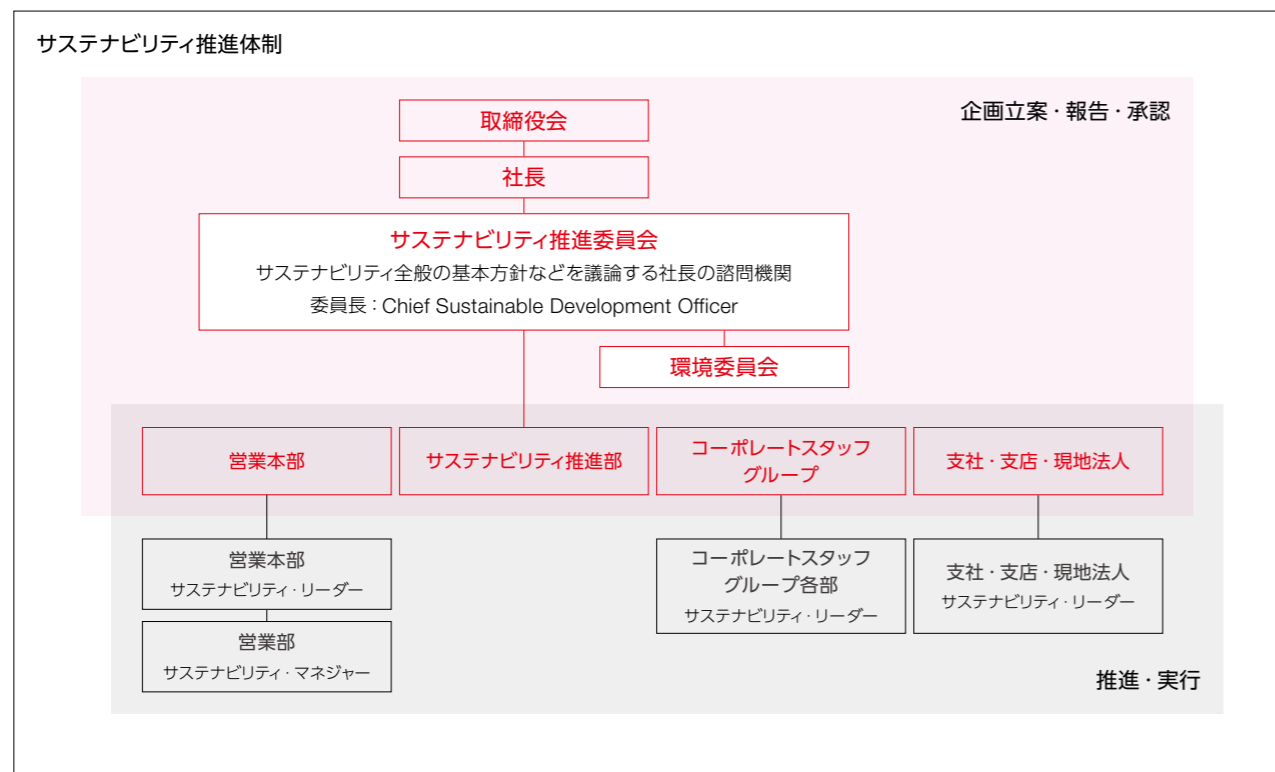 サステナビリティ推進体制
企画立案・報告・承認
取締役会
社長
サステナビリティ推進委員会
サステナビリティ全般の基本方針などを議論する社長の諮問機関
委員長：Chief Sustainable Development Officer
環境委員会
営業本部
サステナビリティ推進部
コーポレートスタッフ
グループ
支社・支店・現地法人
営業本部
サステナビリティ・リーダー
営業部
サステナビリティ・マネジャー
コーポレートスタッフ
グループ各部
サステナビリティ・リーダー
支社・支店・現地法人
サステナビリティ・リーダー
推進・実行